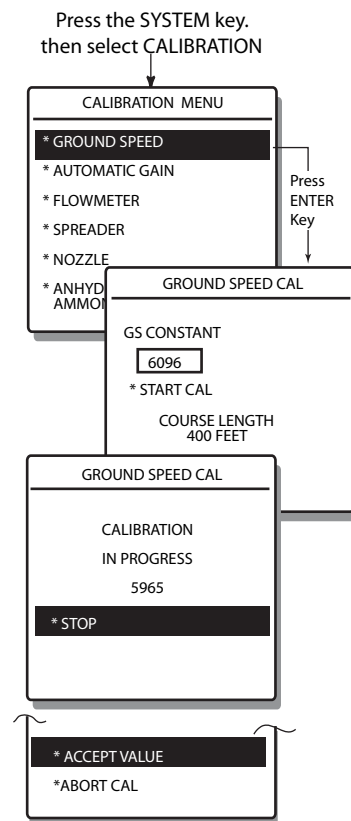 Press the SYSTEM key.
then select CALIBRATION
CALIBRATION MENU
* GROUND SPEED
* AUTOMATIC GAIN
* FLOWMETER
* SPREADER
* NOZZLE
* ANHYD
AMMO
Press
ENTER
Key
GROUND SPEED CAL
GS CONSTANT
6096
* START CAL
COURSE LENGTH
400 FEET
GROUND SPEED CAL
CALIBRATION
IN PROGRESS
5965
* STOP
* ACCEPT VALUE
*ABORT CAL